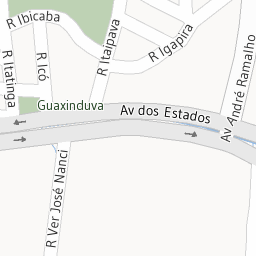 R Ibicaba
R Itatinga
R Icó
R Itaipava
R Igapira
Av André Ramalho
Guaxinduva
Av dos Estados
R Ver José Nanci